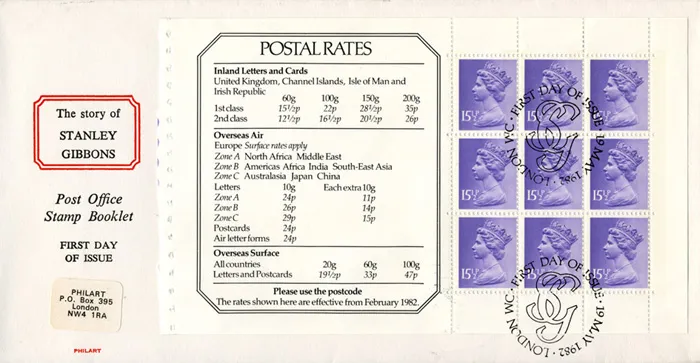 The story of
STANLEY
GIBBONS
Post Office
Stamp Booklet
FIRST DAY
OF ISSUE
PHILART
P.O. Box 395
London
NW4 1RA
PHILART
POSTAL RATES
Inland Letters and Cards
United Kingdom, Channel Islands, Isle of Man and
Irish Republic
60g 100g 150g 200g
1st class 15½p 22p 28½p 35p
2nd class 12½p 16½p 20½p 26p
Overseas Air
Europe Surface rates apply
Zone A North Africa Middle East
Zone B Americas Africa India South-East Asia
Zone C Australasia Japan China
Letters 10g Each extra 10g
Zone A 24p 11p
Zone B 26p 14p
Zone C 29p 15p
Postcards 24p
Air letter forms 24p
Overseas Surface
All countries 20g 60g 100g
Letters and Postcards 19½p 33p 47p
Please use the postcode
The rates shown here are effective from February 1982.
15½P 15½P 15½P
15½P 15½P 15½P
15½P 15½P 15½P
FIRST DAY OF ISSUE · 19 MAY 1982 · LONDON WC ·
SG
FIRST DAY OF ISSUE · 19 MAY 1982 · LONDON WC ·
SG